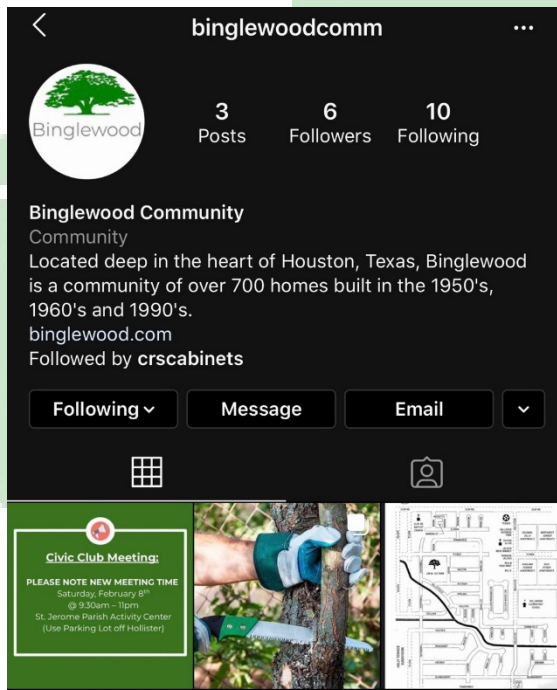 binglewoodcomm
Binglewood
3
Posts
6
Followers
10
Following
Binglewood Community
Community
Located deep in the heart of Houston, Texas, Binglewood
is a community of over 700 homes built in the 1950's,
1960's and 1990's.
binglewood.com
Followed by crscabinets
Following
Message
Email
Civic Club Meeting:
PLEASE NOTE NEW MEETING TIME
Saturday, February 8th
@ 9:30am – 11pm
St. Jerome Parish Activity Center
(Use Parking Lot off Hollister)